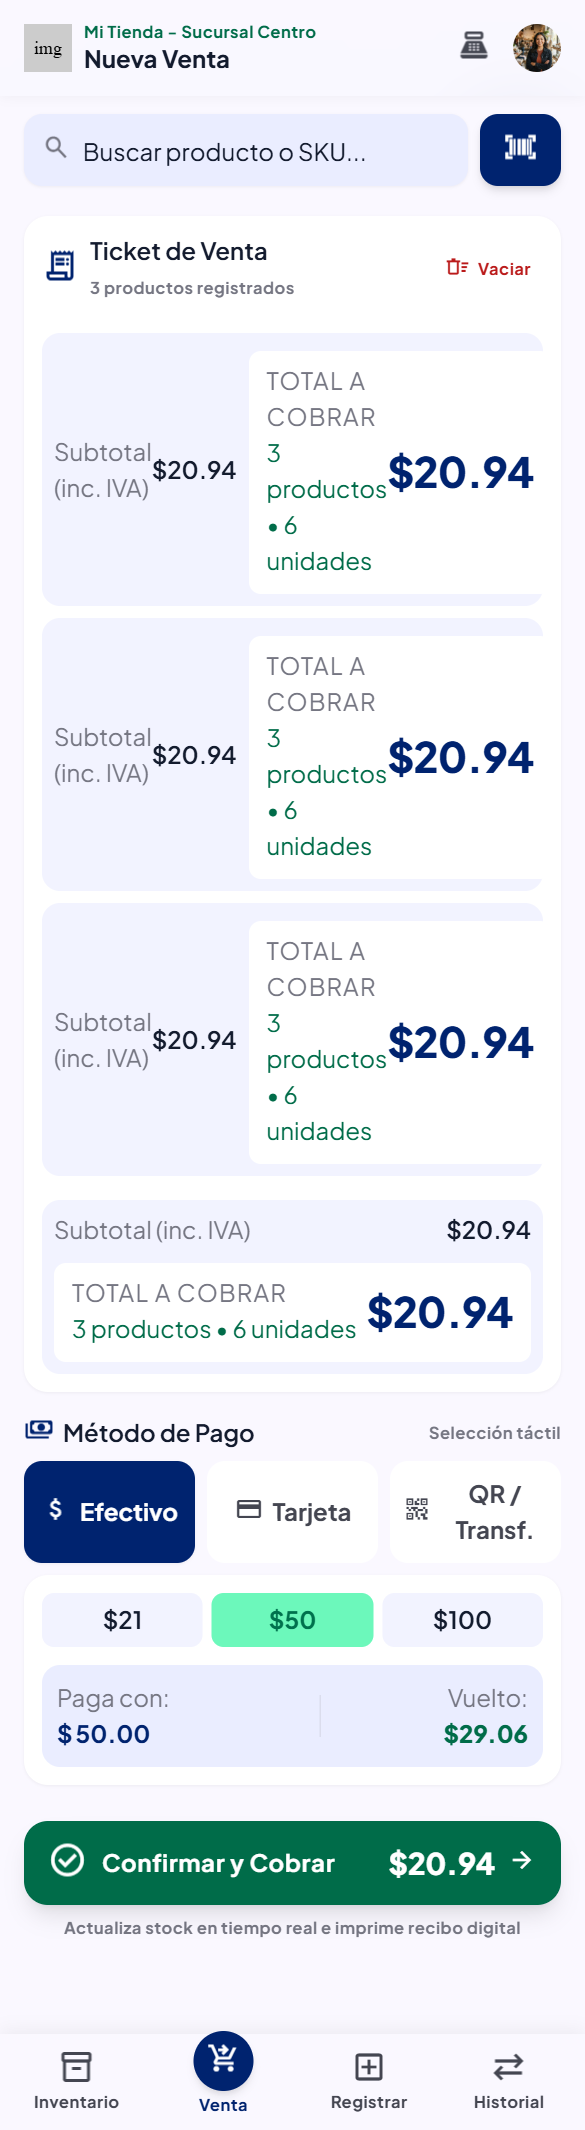 img
Mi Tienda - Sucursal Centro
Nueva Venta
Buscar producto o SKU...
Ticket de Venta
3 productos registrados
Vaciar
Subtotal
(inc. IVA)
$20.94
TOTAL A
COBRAR
3
productos
• 6
unidades
$20.94
Subtotal
(inc. IVA)
$20.94
TOTAL A
COBRAR
3
productos
• 6
unidades
$20.94
Subtotal
(inc. IVA)
$20.94
TOTAL A
COBRAR
3
productos
• 6
unidades
$20.94
Subtotal (inc. IVA) $20.94
TOTAL A COBRAR
3 productos • 6 unidades
$20.94
Método de Pago
Selección táctil
$ Efectivo
Tarjeta
QR /
Transf.
$21 $50 $100
Paga con:
$50.00
Vuelto:
$29.06
Confirmar y Cobrar $20.94 →
Actualiza stock en tiempo real e imprime recibo digital
Inventario Venta Registrar Historial